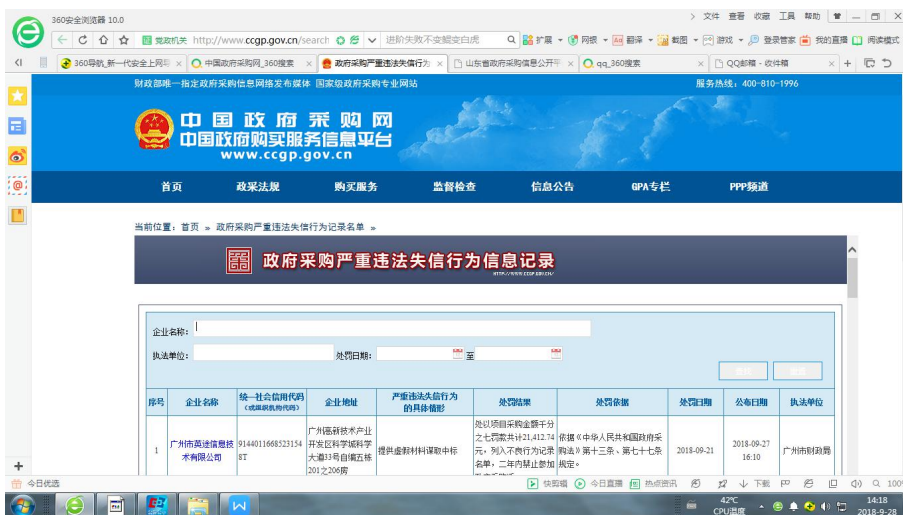 360安全浏览器 10.0
文件 查看 收藏 工具 帮助
党政机关 http://www.ccgp.gov.cn/search
进阶失败不变鲲变白虎
扩展 网银 翻译 截图 游戏 登录管家 我的直播 阅读模式
360导航_新一代安全上网导
中国政府采购网_360搜索
政府采购严重违法失信行为
山东省政府采购信息公开平
qq_360搜索
QQ邮箱 - 收件箱
财政部唯一指定政府采购信息网络发布媒体 国家级政府采购专业网站
服务热线：400-810-1996
中国政府采购网
中国政府购买服务信息平台
www.ccgp.gov.cn
首页 政采法规 购买服务 监督检查 信息公告 GPA专栏 PPP频道
当前位置：首页 » 政府采购严重违法失信行为记录名单 »
政府采购严重违法失信行为信息记录
HTTP://WWW.CCGP.GOV.CN/
企业名称：
执法单位： 处罚日期： 至
序号 企业名称 统一社会信用代码 企业地址 严重违法失信行为 处罚结果 处罚依据 处罚日期 公布日期 执法单位
（或组织机构代码） 的具体情形
1
广州市英途信息技
术有限公司
9144011668523154
8T
广州高新技术产业
开发区科学城科学
大道33号自编五栋
201之206房
提供虚假材料谋取中标
处以项目采购金额千分
之七罚款共计21,412.74
元，列入不良行为记录
名单，二年内禁止参加
依据《中华人民共和国政府采
购法》第十三条、第七十七条
规定。
2018-09-21
2018-09-27
16:10
广州市财政局
今日优选
快剪辑 今日直播 热点资讯 下载 100
42℃
CPU温度
14:18
2018-9-28